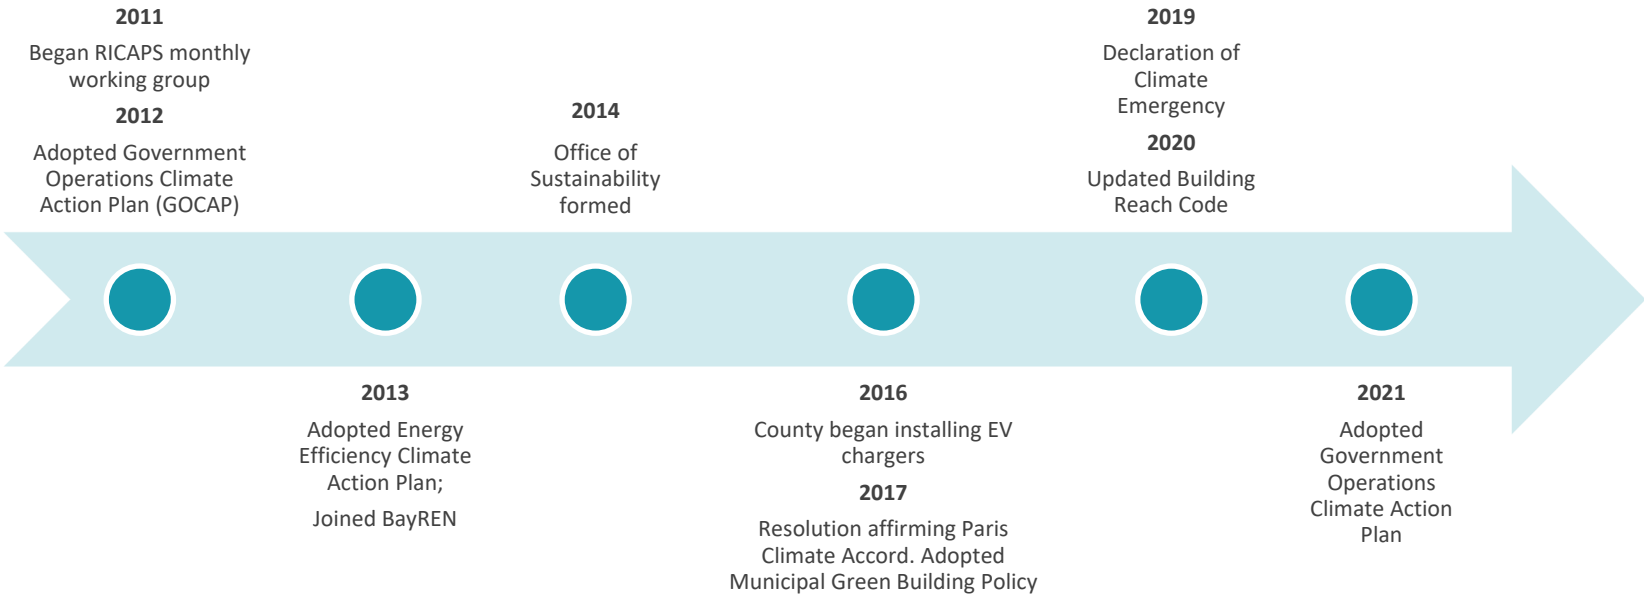 2011
Began RICAPS monthly
working group
2012
Adopted Government
Operations Climate
Action Plan (GOCAP)
2013
Adopted Energy
Efficiency Climate
Action Plan;
Joined BayREN
2014
Office of
Sustainability
formed
2016
County began installing EV
chargers
2017
Resolution affirming Paris
Climate Accord. Adopted
Municipal Green Building Policy
2019
Declaration of
Climate
Emergency
2020
Updated Building
Reach Code
2021
Adopted
Government
Operations
Climate Action
Plan